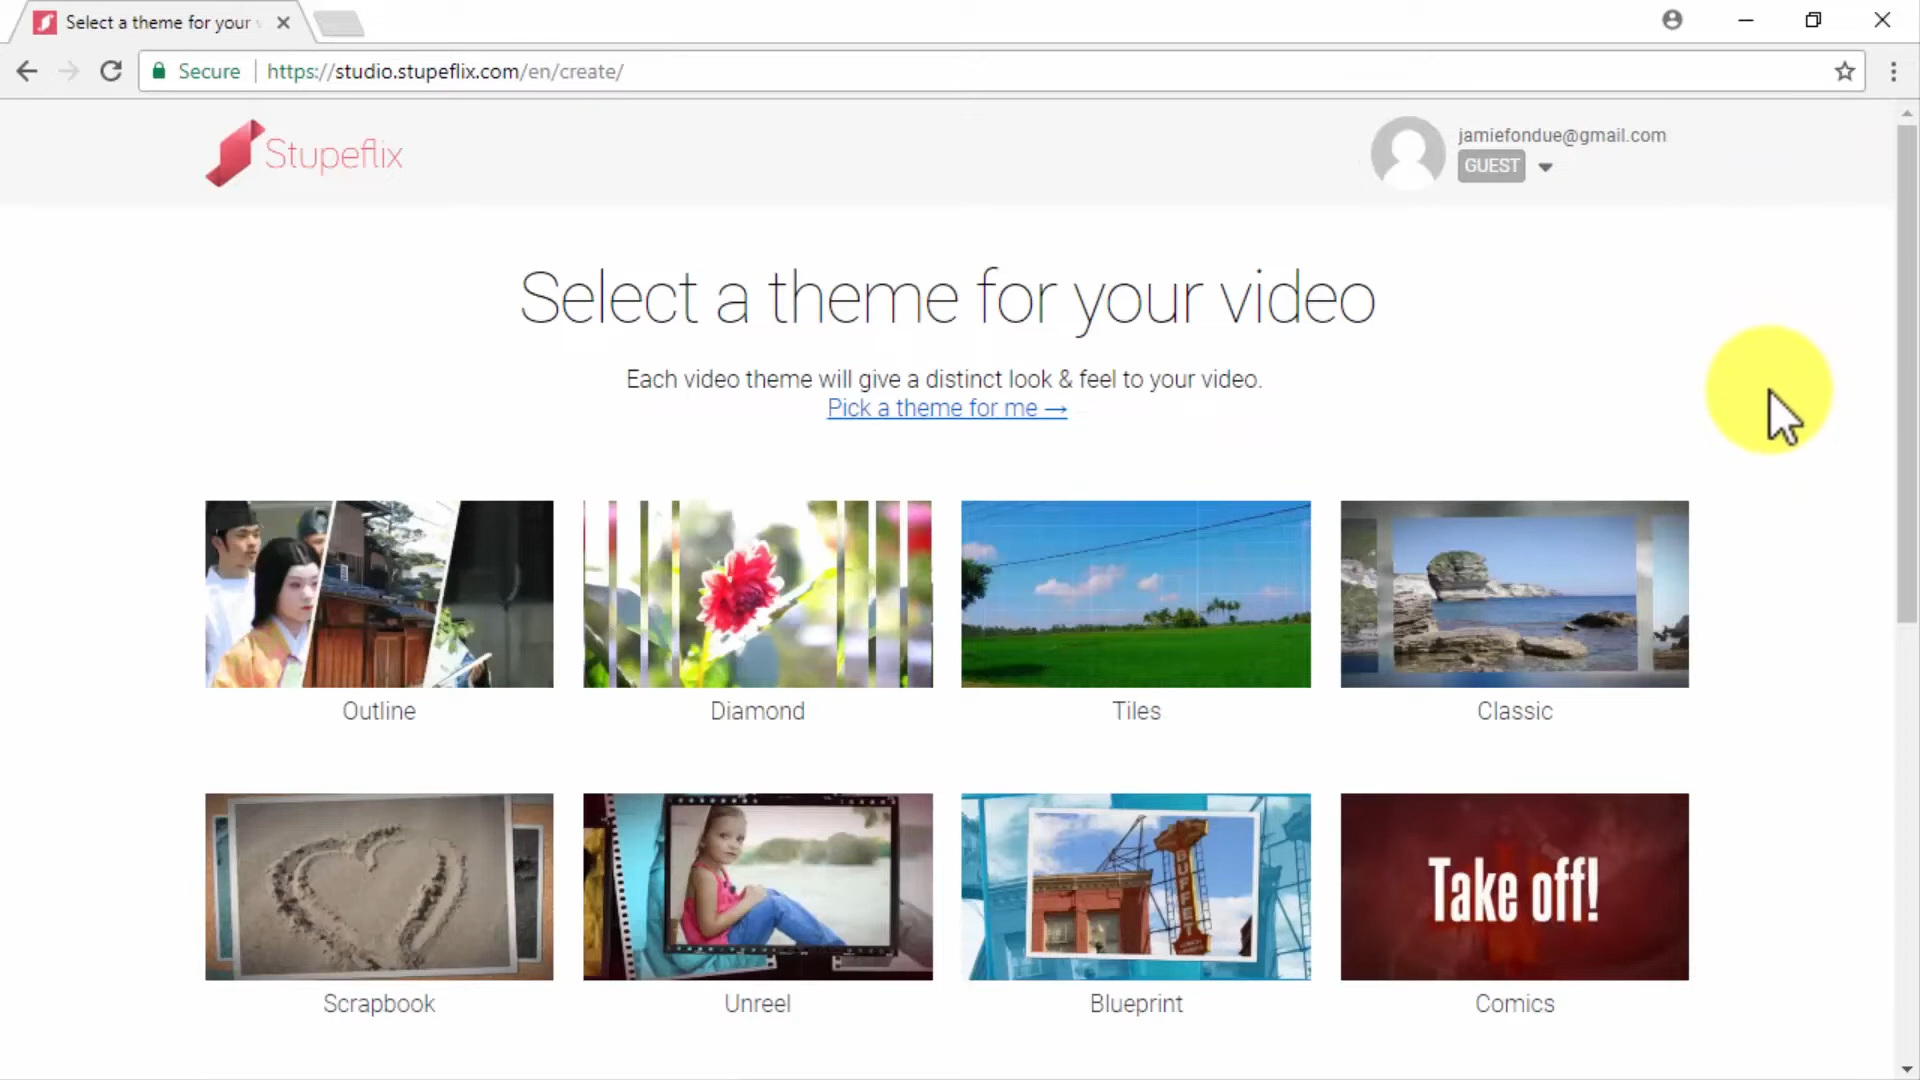 Select a theme for your
Secure
https://studio.stupeflix.com/en/create/
Stupeflix
jamiefondue@gmail.com
GUEST
Select a theme for your video
Each video theme will give a distinct look & feel to your video.
Pick a theme for me →
Outline
Diamond
Tiles
Classic
BUFFET
Take off!
Scrapbook
Unreel
Blueprint
Comics